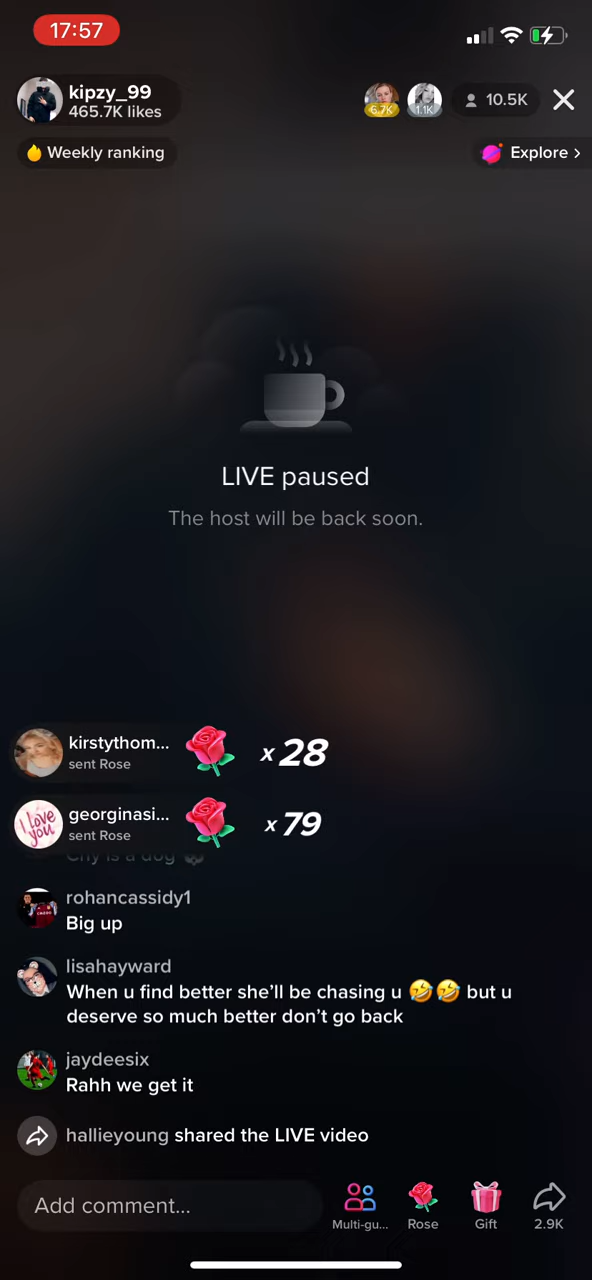 17:57
kipzy_99
465.7K likes
6.7K
1.1K
10.5K
Weekly ranking
Explore >
LIVE paused
The host will be back soon.
kirstythom...
sent Rose
x 28
georginasi...
sent Rose
x 79
is a dog
rohancassidy1
Big up
lisahayward
When u find better she'll be chasing u 🤣🤣 but u
deserve so much better don't go back
jaydeesix
Rahh we get it
hallieyoung shared the LIVE video
Add comment...
Multi-gu...
Rose
Gift
2.9K
I love
you